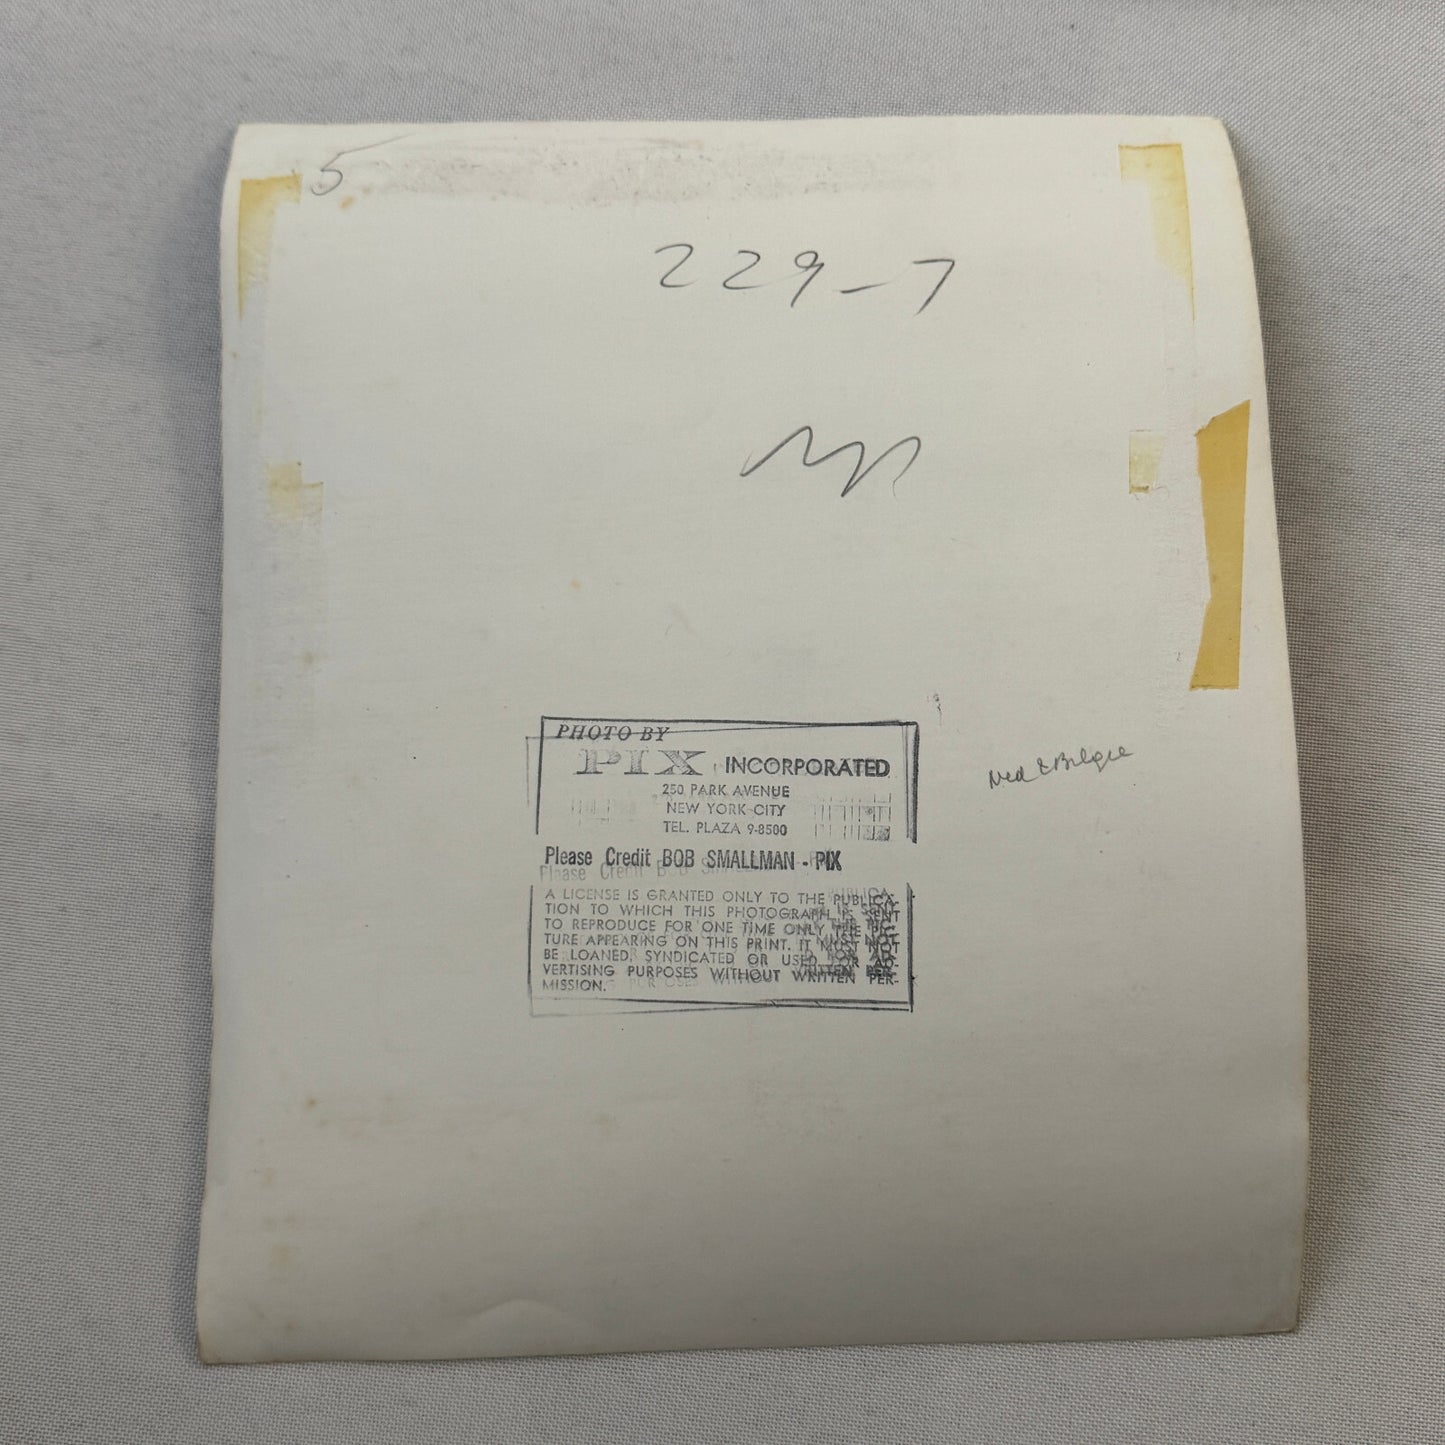 5
229-7
PHOTO BY
PIX INCORPORATED
250 PARK AVENUE
NEW YORK CITY
TEL. PLAZA 9-8500
Please Credit BOB SMALLMAN - PIX
A LICENSE IS GRANTED ONLY TO THE PUBLICA-
TION TO WHICH THIS PHOTOGRAPH IS SENT
TO REPRODUCE FOR ONE TIME ONLY THE PIC-
TURE APPEARING ON THIS PRINT. IT MUST NOT
BE LOANED, SYNDICATED OR USED FOR AD-
VERTISING PURPOSES WITHOUT WRITTEN PER-
MISSION.